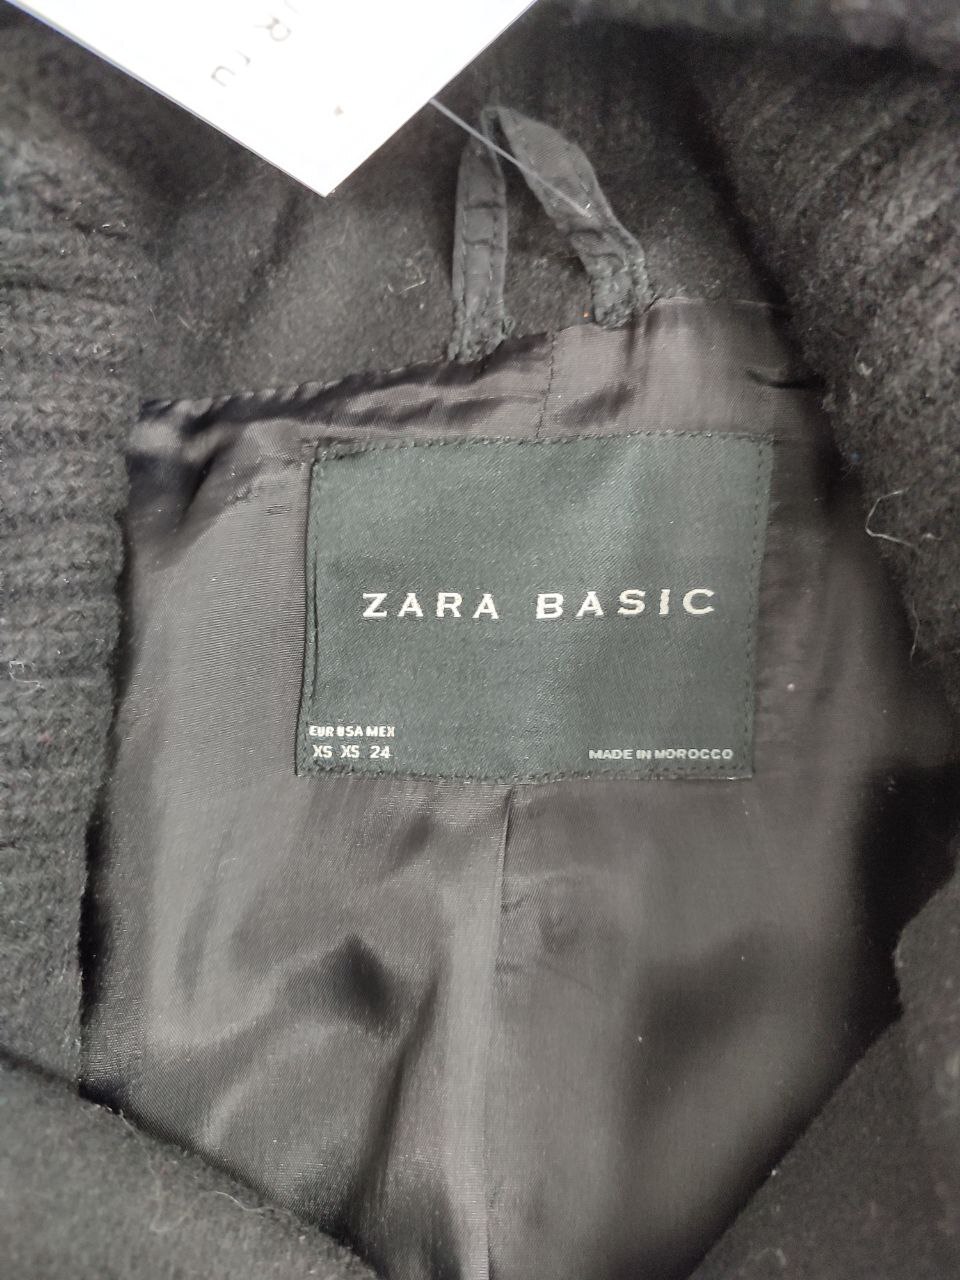 ZARA BASIC
EUR USA MEX
XS XS 24
MADE IN MOROCCO